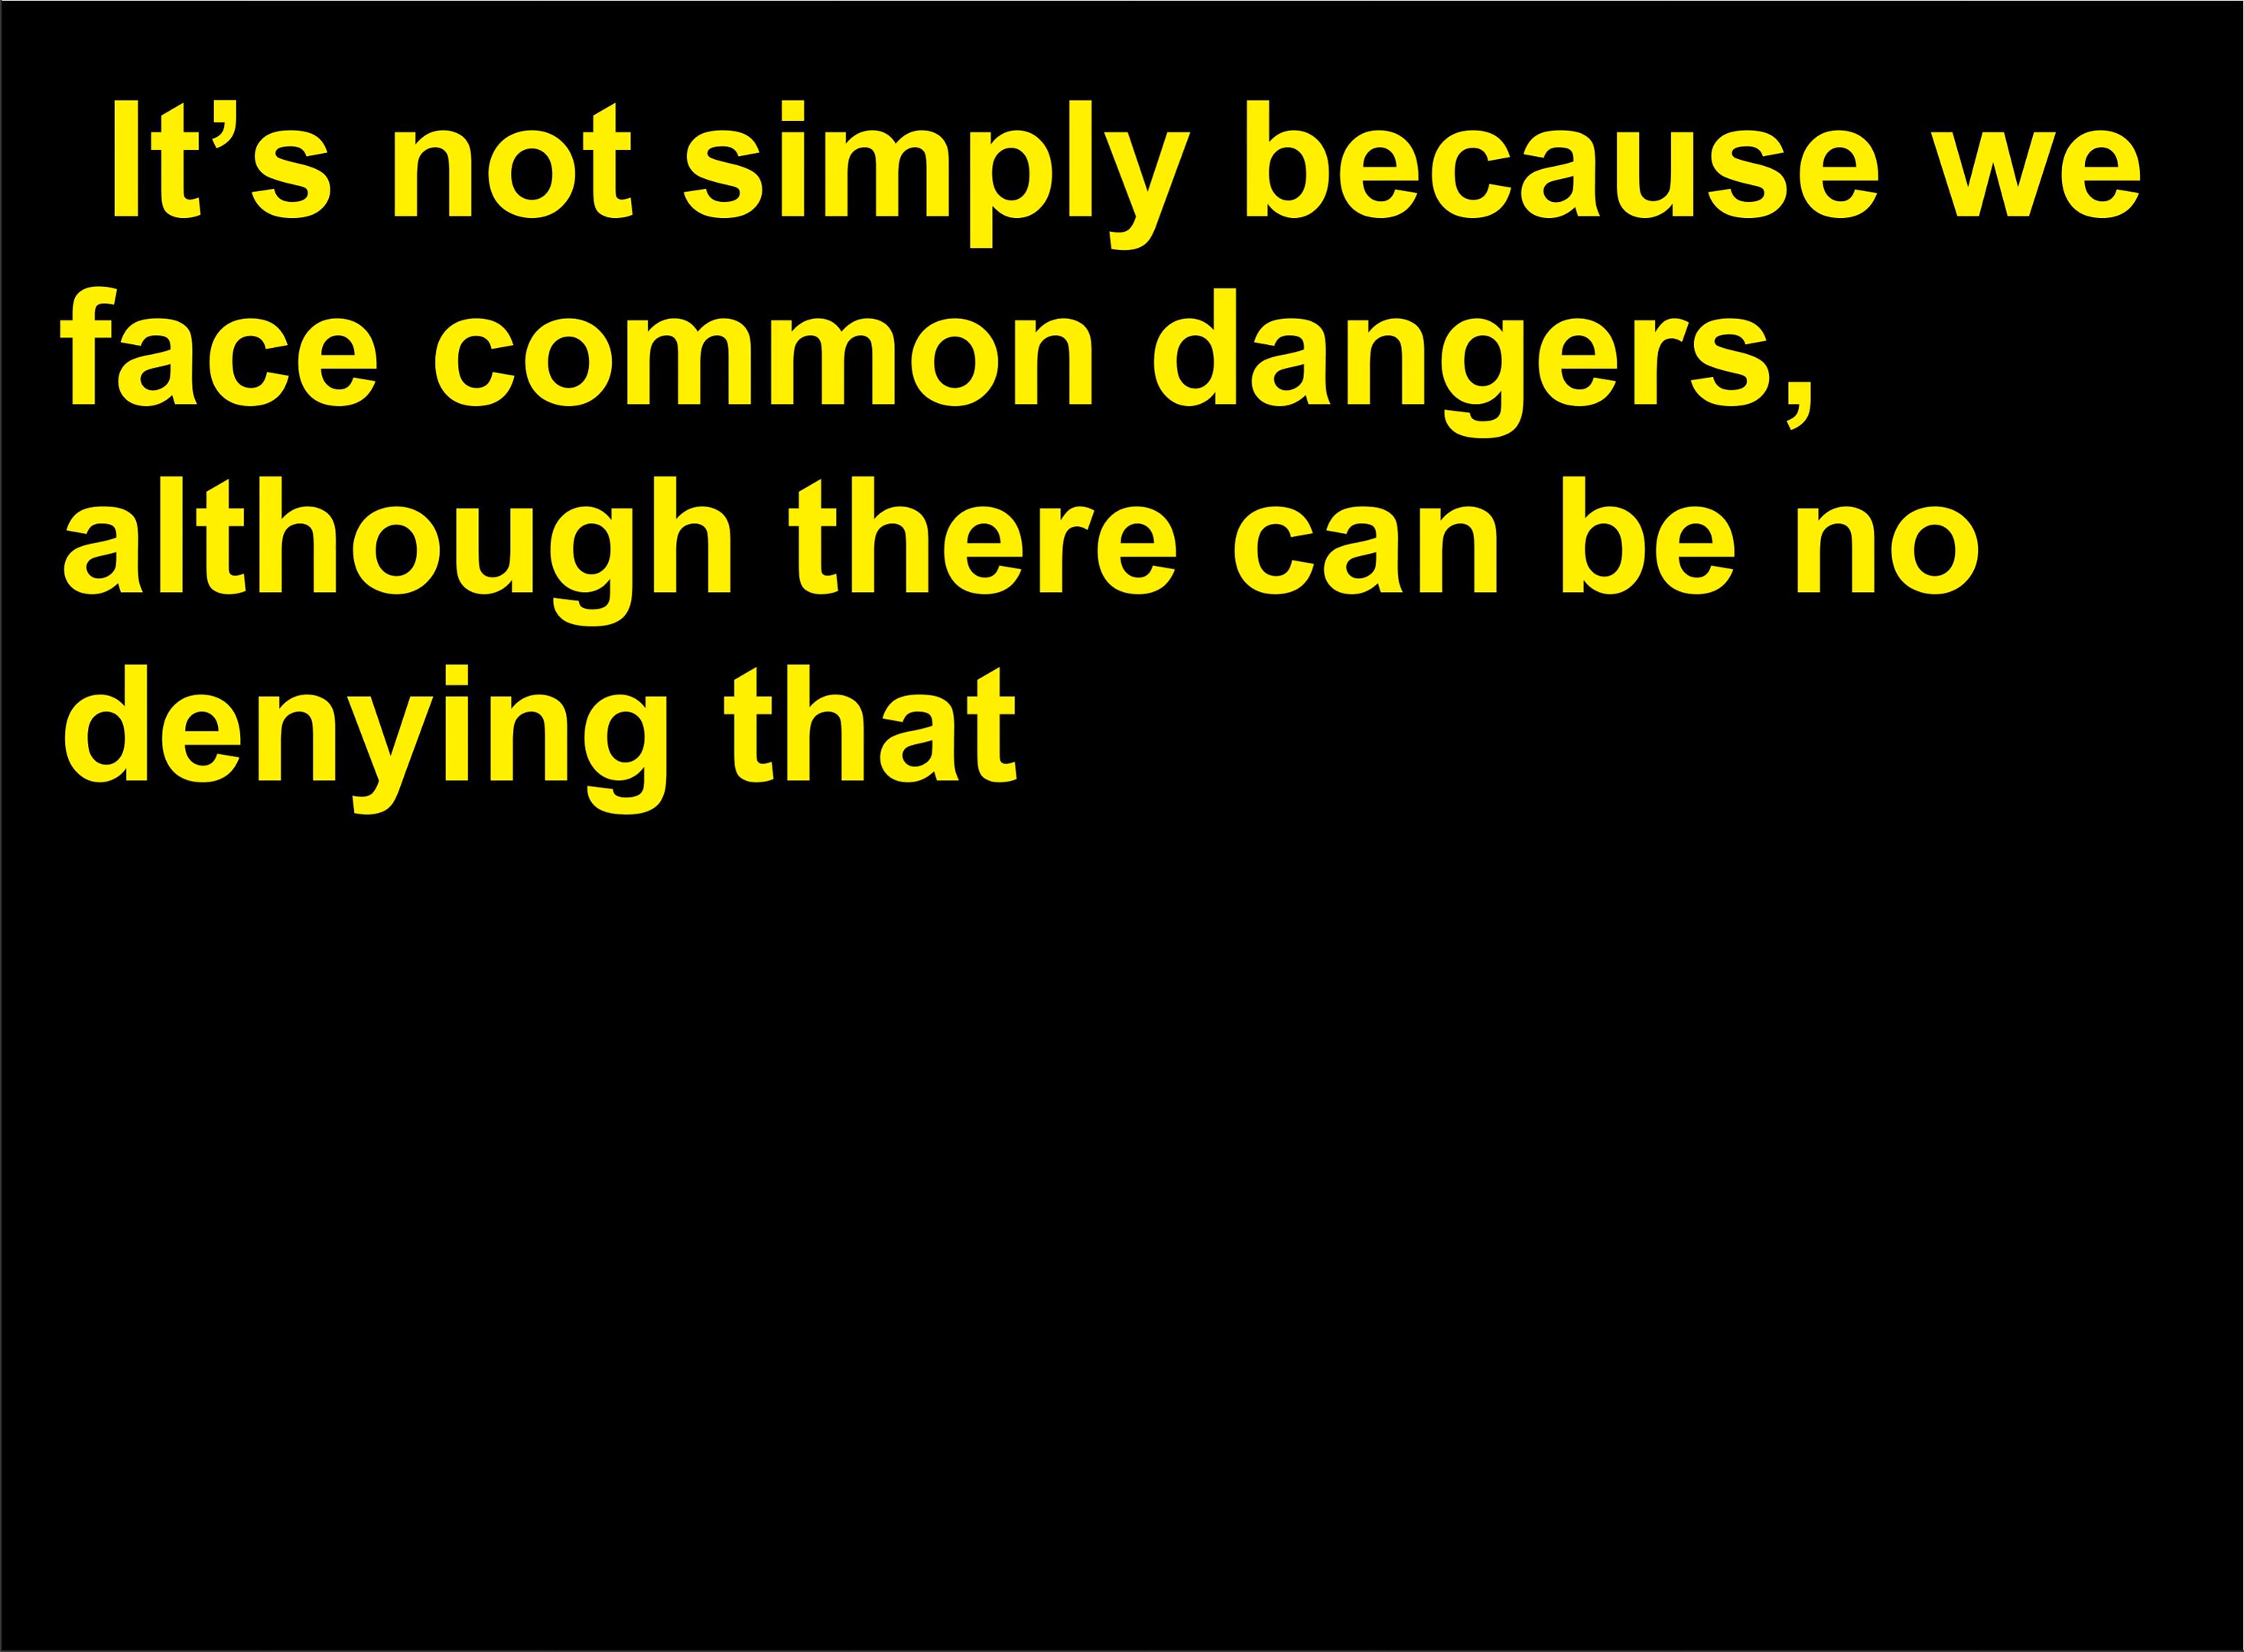 It’s not simply because we
face common dangers,
although there can be no
denying that